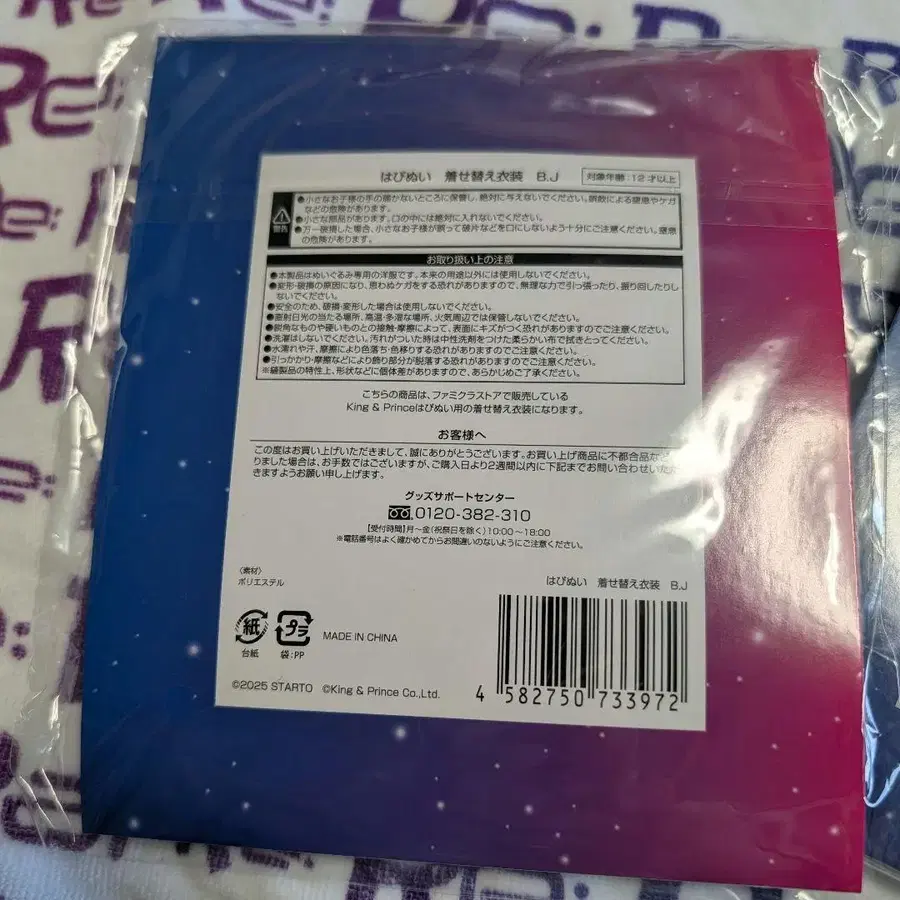 Re:
はぴぬい 着せ替え衣装 B.J
対象年齢:12才以上
警告
●小さなお子様の手の届かないところに保管し、絶対に与えないでください。誤飲による窒息やケガ
などの危険があります。
●小さな部品があります。口の中には絶対に入れないでください。
●万一破損した場合、小さなお子様が誤って破片などを口にしないよう十分にご注意ください。窒息
の危険があります。
お取り扱い上の注意
●本製品はぬいぐるみ専用の洋服です。本来の用途以外には使用しないでください。
●変形・破損の原因になり、思わぬケガをする恐れがありますので、無理な力で引っ張ったり、振り回したりし
ないでください。
●安全のため、破損・変形した場合は使用しないでください。
●直射日光の当たる場所、高温・多湿な場所、火気周辺では保管しないでください。
●鋭角なものや硬いものとの接触・摩擦によって、表面にキズがつく恐れがありますのでご注意ください。
●洗濯はしないでください。汚れがついた時は中性洗剤をつけた柔らかい布で拭きとってください。
●水濡れや汗、摩擦により色落ち・色移りする恐れがありますのでご注意ください。
●引っかかり・摩擦などにより飾り部分が脱落する恐れがありますのでご注意ください。
※縫製品の特性上、形状などに個体差がありますので、あらかじめご了承ください。
こちらの商品は、ファミクラストアで販売している
King & Princeはぴぬい用の着せ替え衣装になります。
お客様へ
この度はお買い上げいただきまして、誠にありがとうございます。お買い上げ商品に不都合品など
りました場合は、お手数ではございますが、ご購入日より2週間以内に下記までお問い合わせいた
きますようお願い申し上げます。
グッズサポートセンター
0120-382-310
【受付時間】月〜金(祝祭日を除く)10:00〜18:00
※電話番号はよく確かめてからお間違いのないようにご注意ください。
〈素材〉
ポリエステル
はぴぬい 着せ替え衣装 B.J
紙
プラ
MADE IN CHINA
台紙
袋:PP
©2025 STARTO ©King & Prince Co.,Ltd.
4 582750 733972